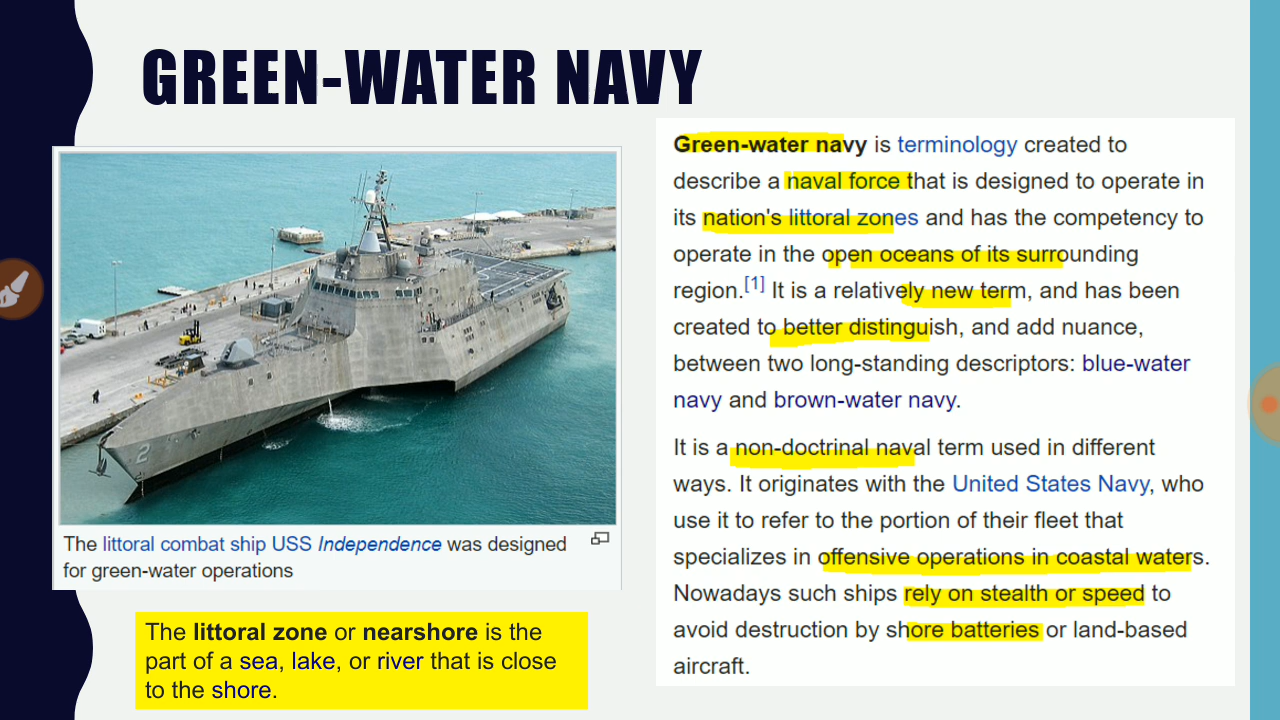 GREEN-WATER NAVY
2
The littoral combat ship USS Independence was designed
for green-water operations
The littoral zone or nearshore is the
part of a sea, lake, or river that is close
to the shore.
Green-water navy is terminology created to
describe a naval force that is designed to operate in
its nation's littoral zones and has the competency to
operate in the open oceans of its surrounding
region.[1] It is a relatively new term, and has been
created to better distinguish, and add nuance,
between two long-standing descriptors: blue-water
navy and brown-water navy.
It is a non-doctrinal naval term used in different
ways. It originates with the United States Navy, who
use it to refer to the portion of their fleet that
specializes in offensive operations in coastal waters.
Nowadays such ships rely on stealth or speed to
avoid destruction by shore batteries or land-based
aircraft.